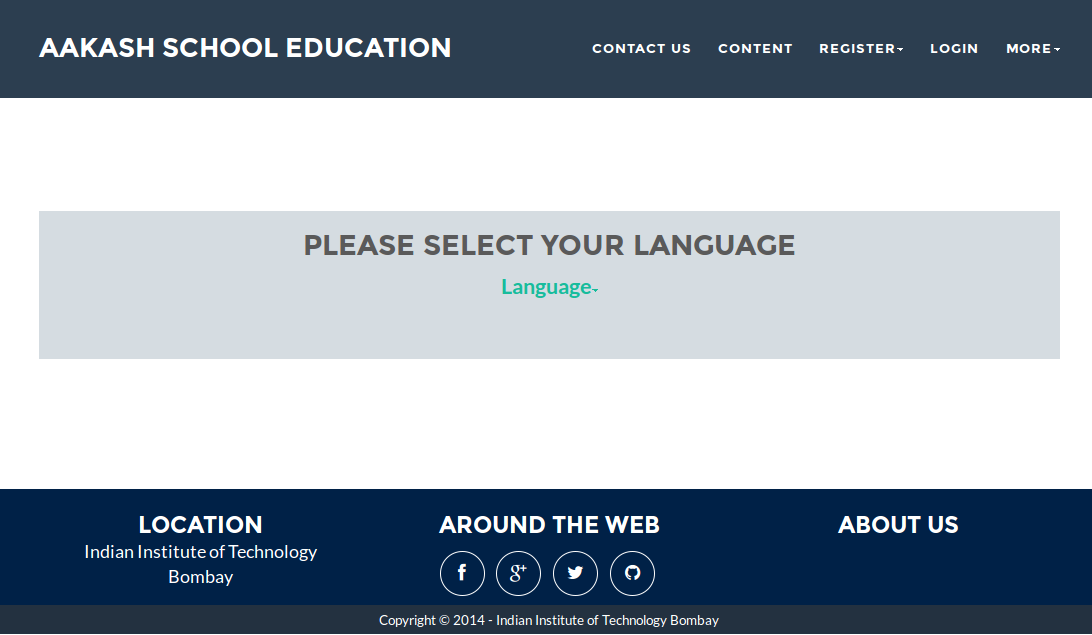 AAKASH SCHOOL EDUCATION
CONTACT US CONTENT REGISTER LOGIN MORE
PLEASE SELECT YOUR LANGUAGE
Language
LOCATION
Indian Institute of Technology
Bombay
AROUND THE WEB
ABOUT US
Copyright © 2014 - Indian Institute of Technology Bombay